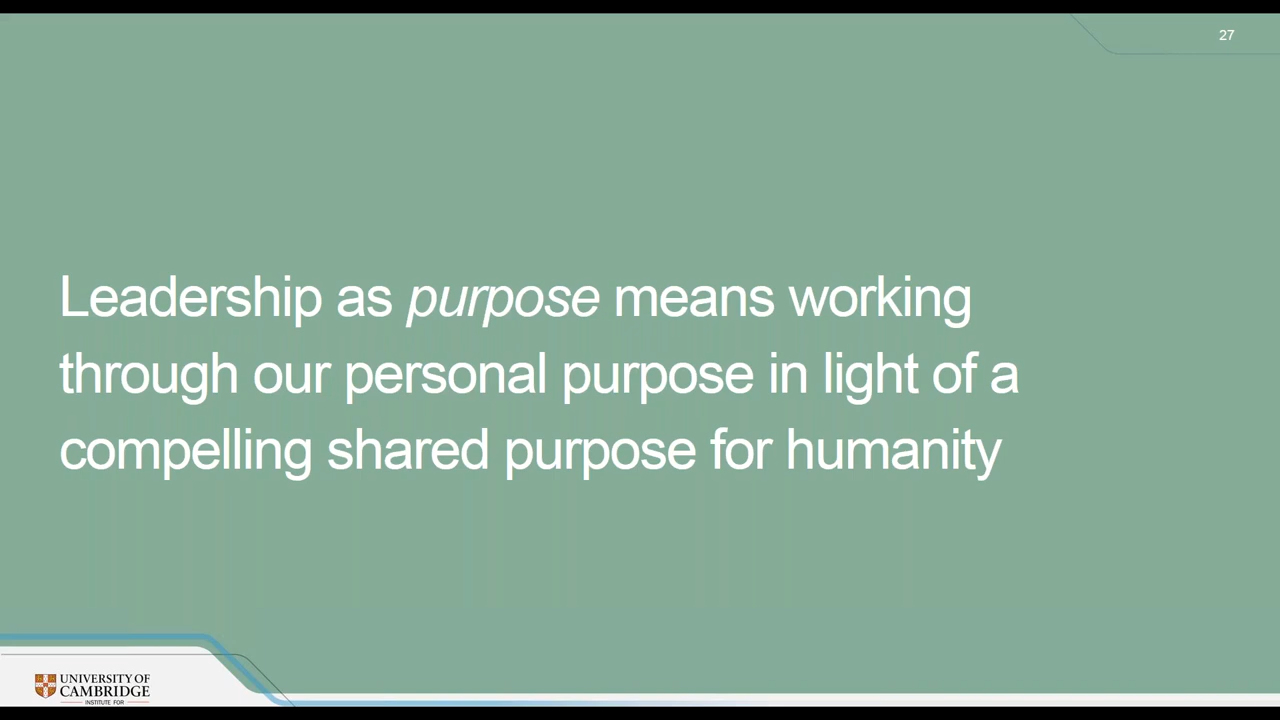 27
Leadership as purpose means working
through our personal purpose in light of a
compelling shared purpose for humanity
UNIVERSITY OF
CAMBRIDGE
INSTITUTE FOR